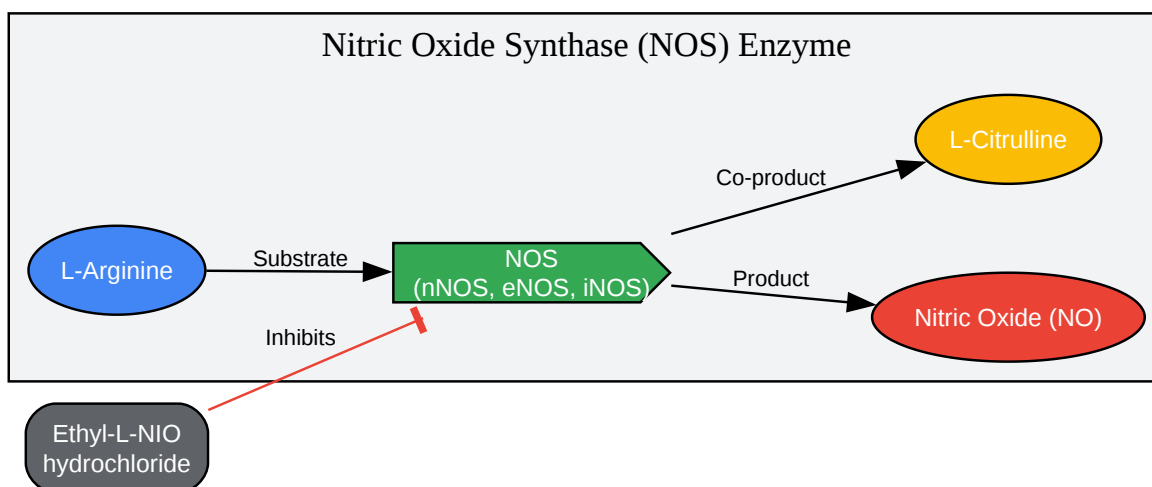 Nitric Oxide Synthase (NOS) Enzyme
L-Citrulline
Co-product
L-Arginine
Substrate
NOS
(nNOS, eNOS, iNOS)
Product
Nitric Oxide (NO)
Inhibits
Ethyl-L-NIO
hydrochloride